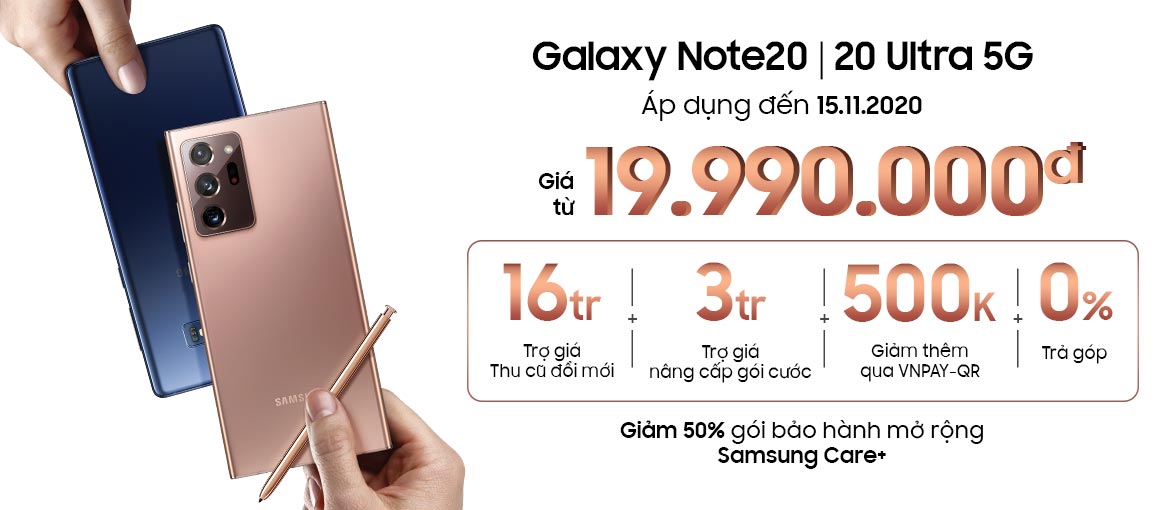 Galaxy Note20 | 20 Ultra 5G
Áp dụng đến 15.11.2020
Giá từ 19.990.000đ
16tr
Trợ giá
Thu cũ đổi mới
+
3tr
Trợ giá
nâng cấp gói cước
+
500K
Giảm thêm
qua VNPAY-QR
+
0%
Trả góp
Giảm 50% gói bảo hành mở rộng
Samsung Care+
SAMS